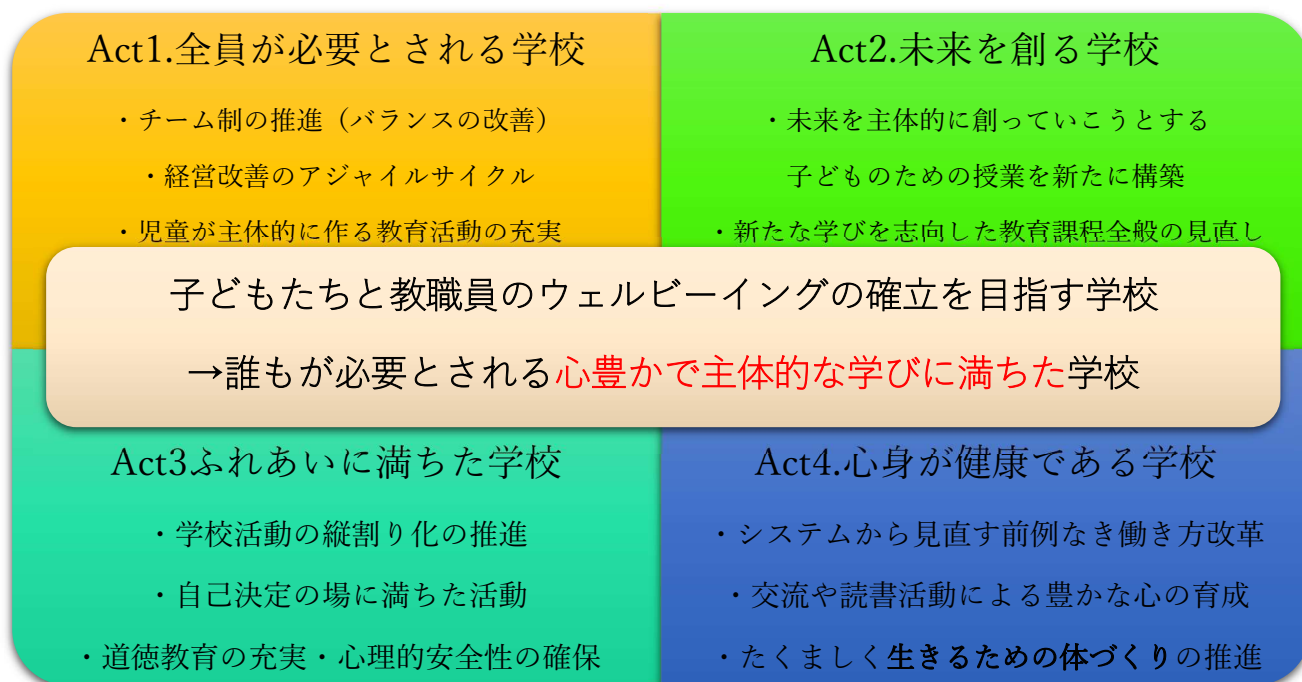 Act1.全員が必要とされる学校
・チーム制の推進（バランスの改善）
・経営改善のアジャイルサイクル
・児童が主体的に作る教育活動の充実
Act2.未来を創る学校
・未来を主体的に創っていこうとする
子どものための授業を新たに構築
・新たな学びを志向した教育課程全般の見直し
子どもたちと教職員のウェルビーイングの確立を目指す学校
→誰もが必要とされる心豊かで主体的な学びに満ちた学校
Act3ふれあいに満ちた学校
・学校活動の縦割り化の推進
・自己決定の場に満ちた活動
・道徳教育の充実・心理的安全性の確保
Act4.心身が健康である学校
・システムから見直す前例なき働き方改革
・交流や読書活動による豊かな心の育成
・たくましく生きるための体づくりの推進